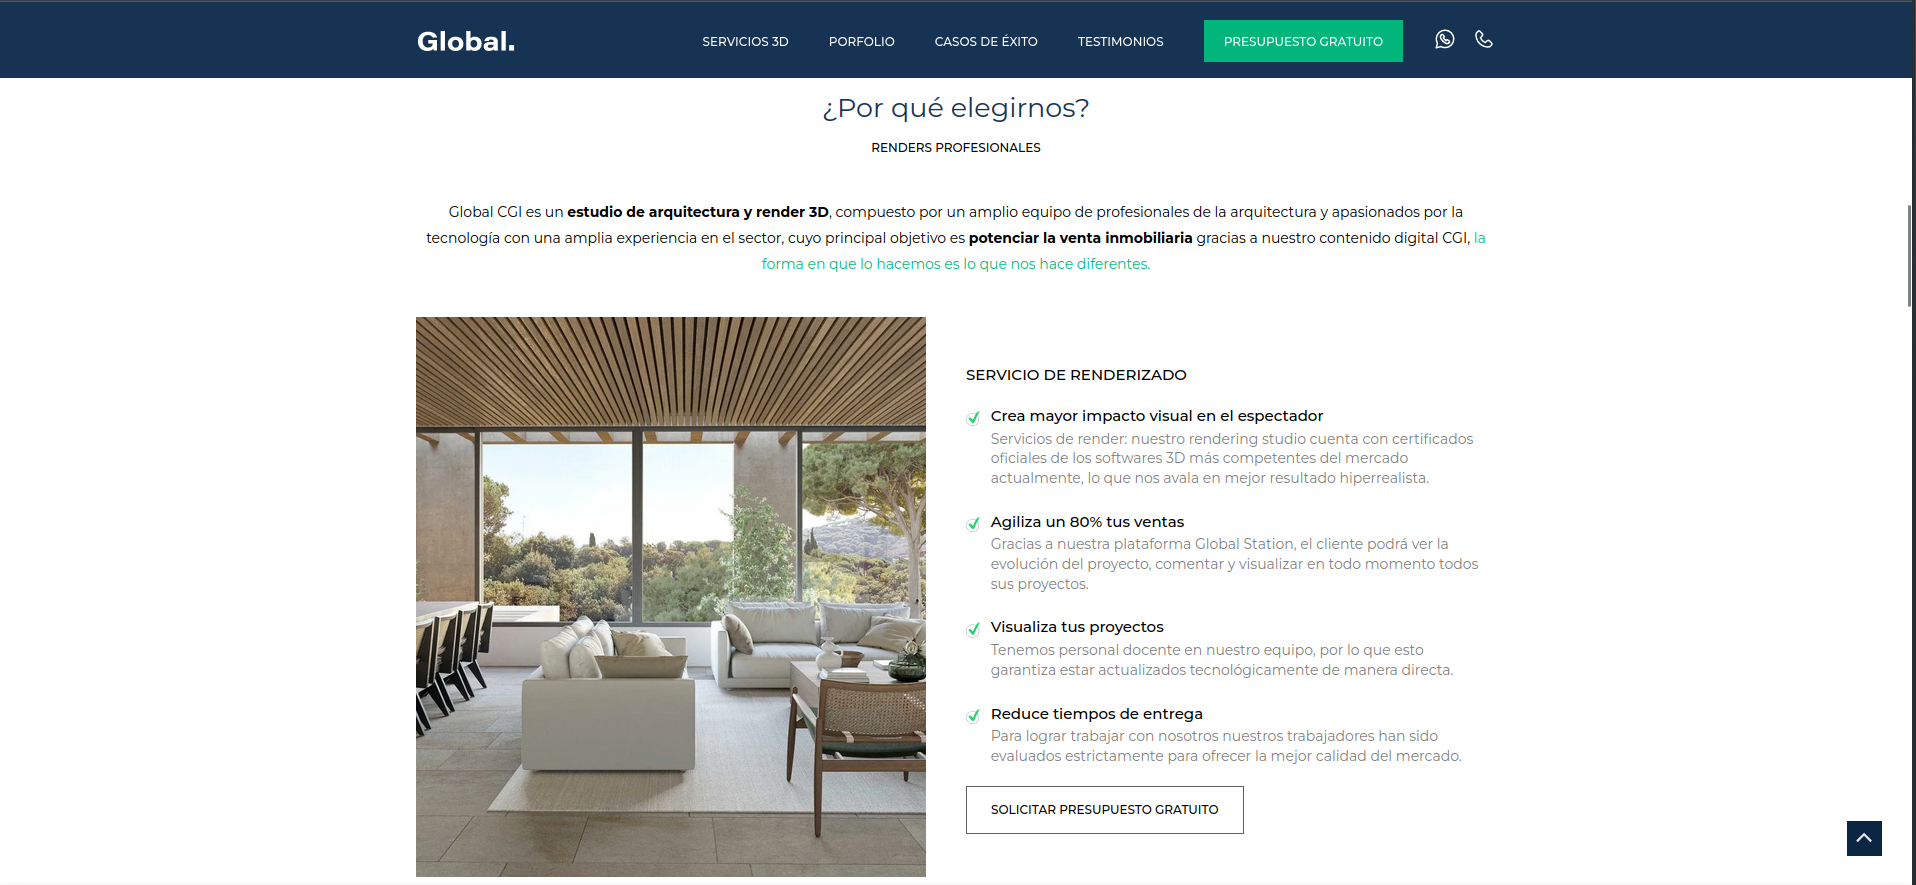 Global.
SERVICIOS 3D
PORFOLIO
CASOS DE ÉXITO
TESTIMONIOS
PRESUPUESTO GRATUITO
¿Por qué elegirnos?
RENDERS PROFESIONALES
Global CGI es un estudio de arquitectura y render 3D, compuesto por un amplio equipo de profesionales de la arquitectura y apasionados por la
tecnología con una amplia experiencia en el sector, cuyo principal objetivo es potenciar la venta inmobiliaria gracias a nuestro contenido digital CGI, la
forma en que lo hacemos es lo que nos hace diferentes.
SERVICIO DE RENDERIZADO
Crea mayor impacto visual en el espectador
Servicios de render: nuestro rendering studio cuenta con certificados
oficiales de los softwares 3D más competentes del mercado
actualmente, lo que nos avala en mejor resultado hiperrealista.
Agiliza un 80% tus ventas
Gracias a nuestra plataforma Global Station, el cliente podrá ver la
evolución del proyecto, comentar y visualizar en todo momento todos
sus proyectos.
Visualiza tus proyectos
Tenemos personal docente en nuestro equipo, por lo que esto
garantiza estar actualizados tecnológicamente de manera directa.
Reduce tiempos de entrega
Para lograr trabajar con nosotros nuestros trabajadores han sido
evaluados estrictamente para ofrecer la mejor calidad del mercado.
SOLICITAR PRESUPUESTO GRATUITO